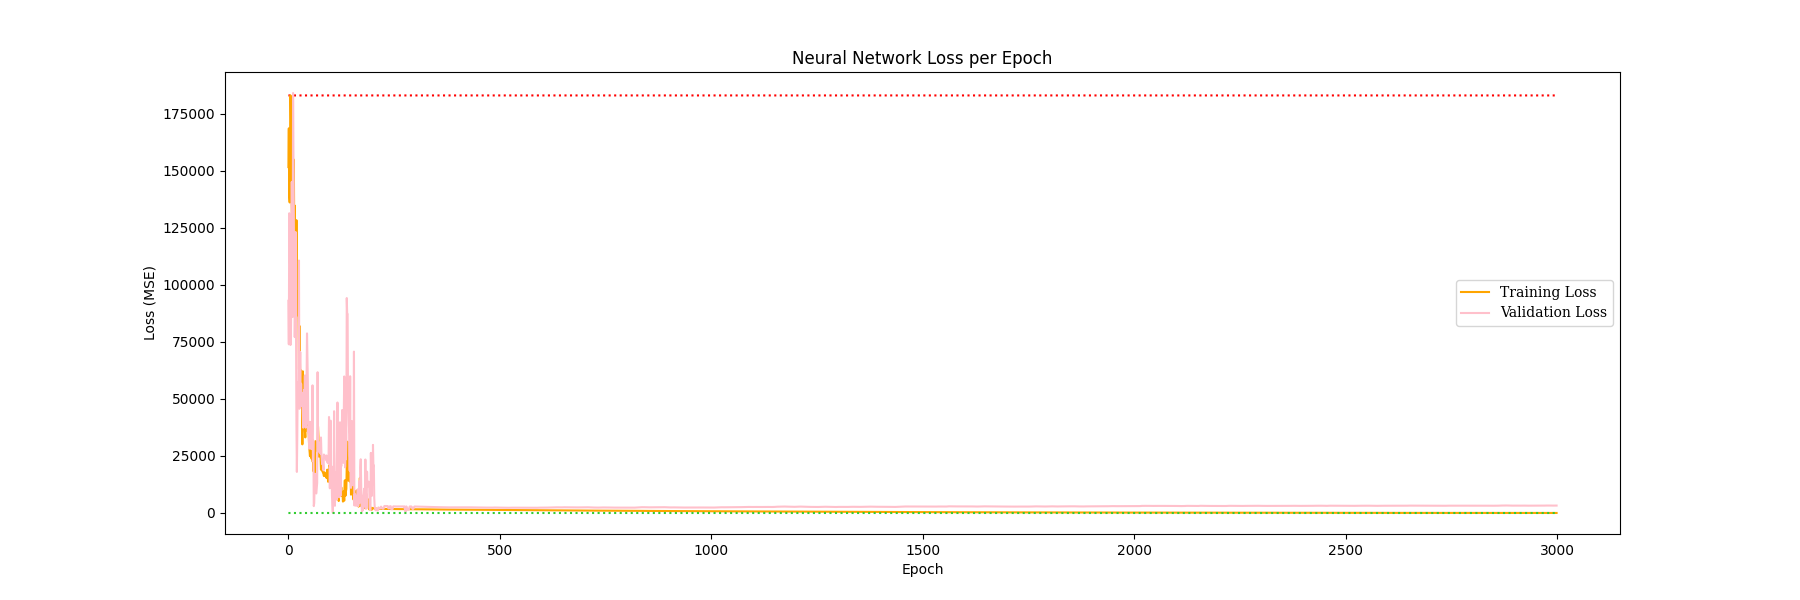 Neural Network Loss per Epoch
175000
150000
125000
100000
75000
50000
25000
0
Loss (MSE)
Training Loss
Validation Loss
0 500 1000 1500 2000 2500 3000
Epoch